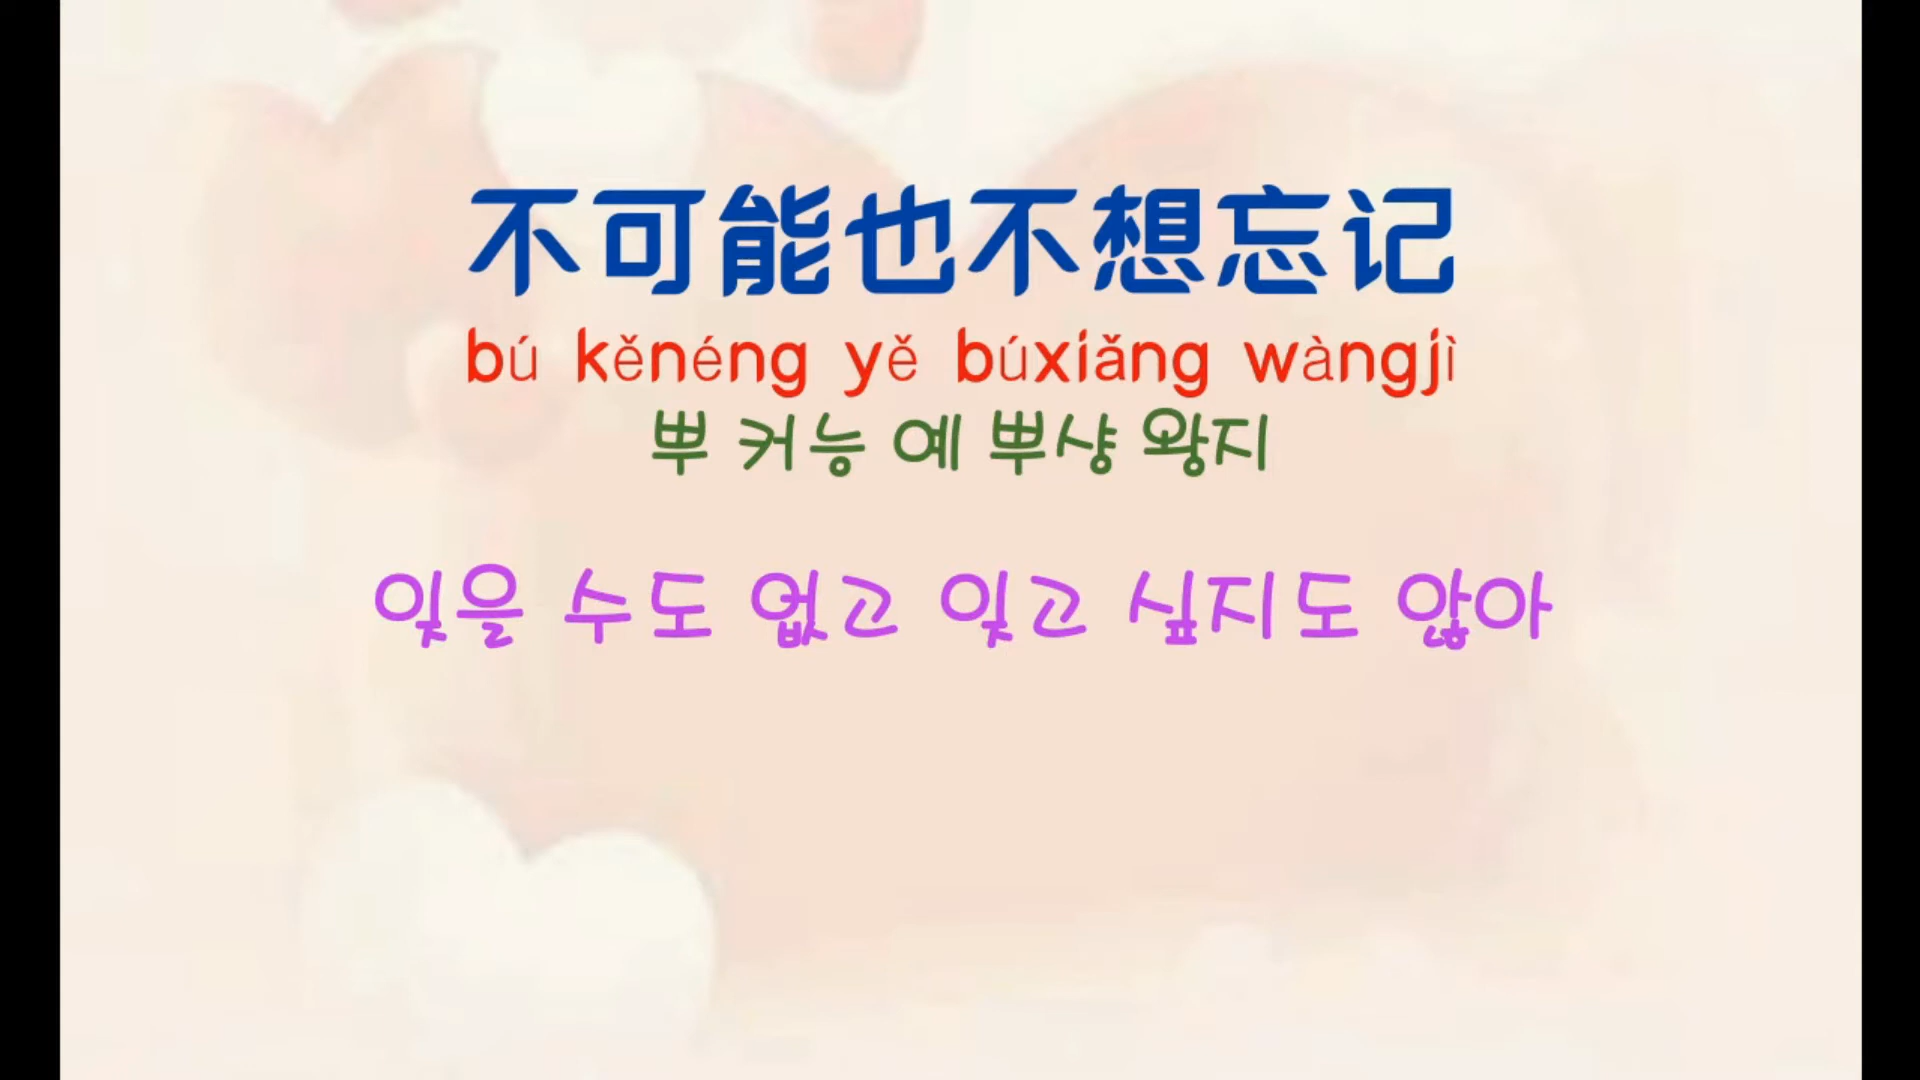 不可能也不想忘记
bú kěnéng yě búxiǎng wàngjì
뿌 커능 예 뿌샹 왕지
잊을 수도 없고 잊고 싶지도 않아